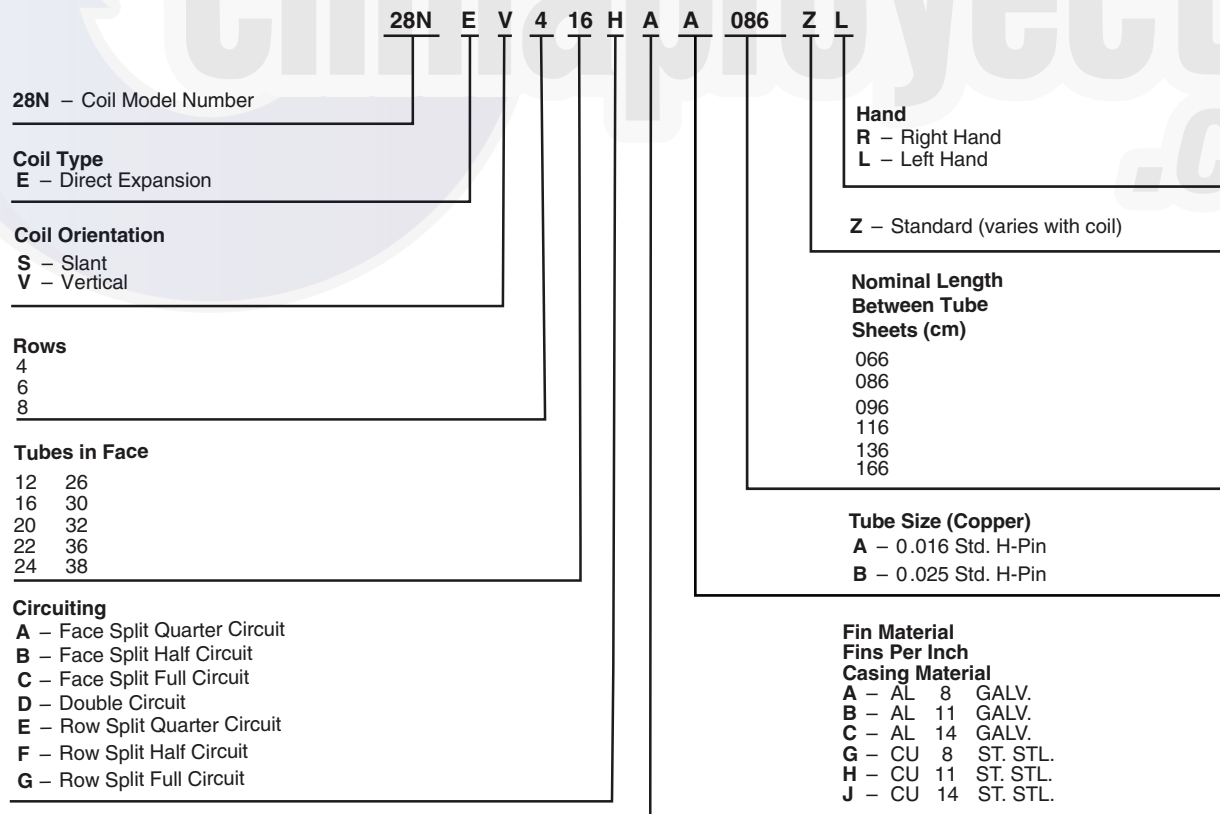 28N E V 4 16 H A A 086 Z L
28N – Coil Model Number
Coil Type
E – Direct Expansion
Coil Orientation
S – Slant
V – Vertical
Rows
4
6
8
Tubes in Face
12 26
16 30
20 32
22 36
24 38
Circuiting
A – Face Split Quarter Circuit
B – Face Split Half Circuit
C – Face Split Full Circuit
D – Double Circuit
E – Row Split Quarter Circuit
F – Row Split Half Circuit
G – Row Split Full Circuit
Hand
R – Right Hand
L – Left Hand
Z – Standard (varies with coil)
Nominal Length
Between Tube
Sheets (cm)
066
086
096
116
136
166
Tube Size (Copper)
A – 0.016 Std. H-Pin
B – 0.025 Std. H-Pin
Fin Material
Fins Per Inch
Casing Material
A – AL 8 GALV.
B – AL 11 GALV.
C – AL 14 GALV.
G – CU 8 ST. STL.
H – CU 11 ST. STL.
J – CU 14 ST. STL.